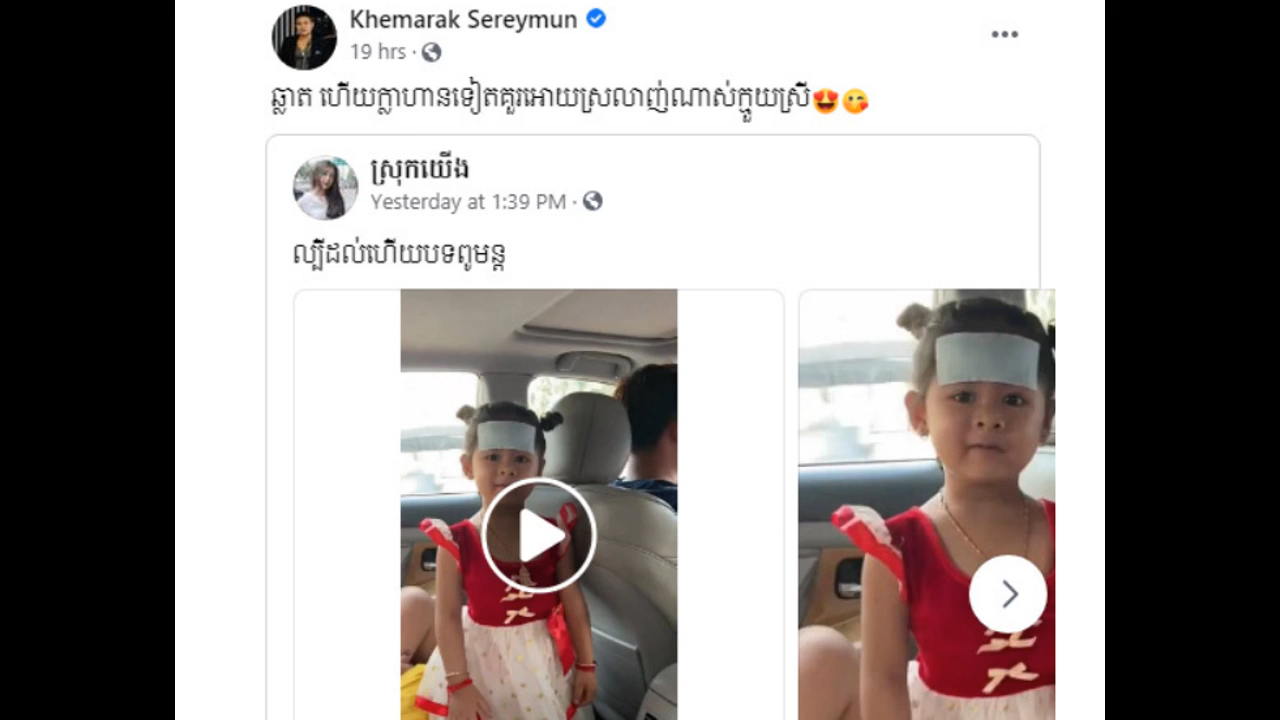 Khemarak Sereymun
19 hrs ·
ឆ្លាត ហើយក្លាហានទៀតគួរអោយស្រលាញ់ណាស់ក្មួយស្រី😍😋
ស្រុកយើង
Yesterday at 1:39 PM ·
ល្បីដល់ហើយបទពូមន្ត